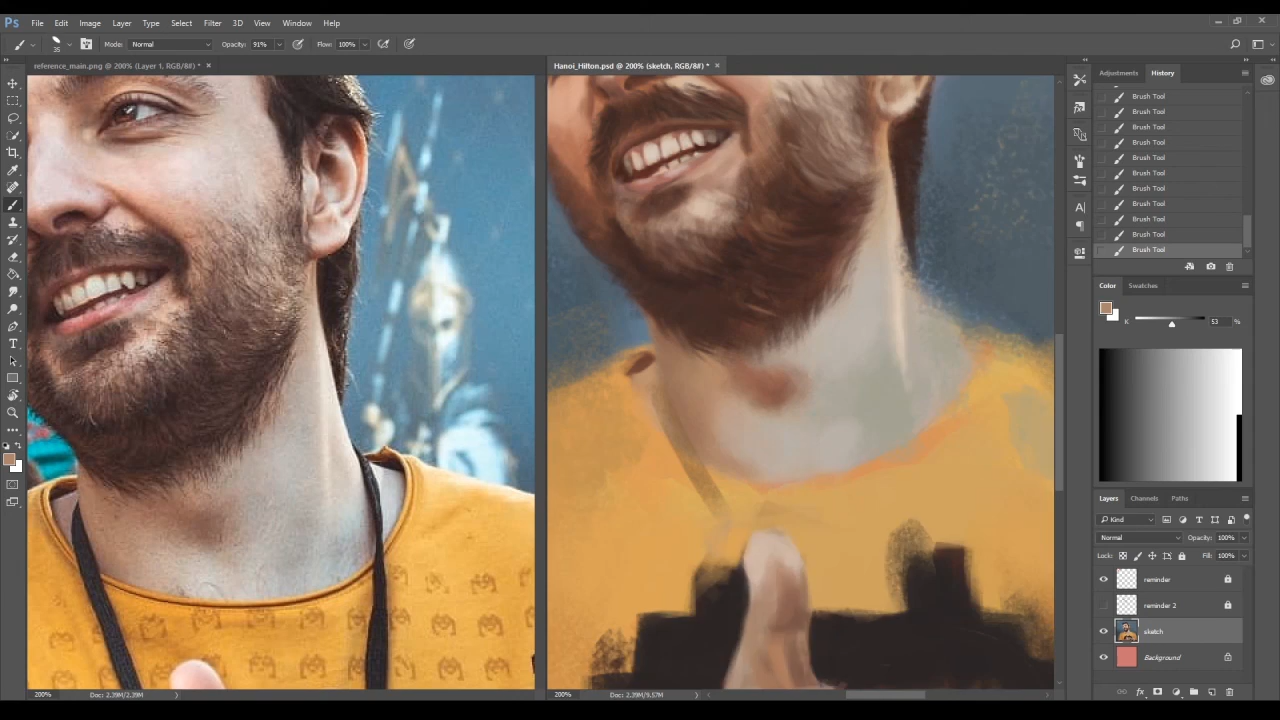 Ps File Edit Image Layer Type Select Filter 3D View Window Help
35 Mode: Normal Opacity: 91% Flow: 100%
reference_main.png @ 200% (Layer 1, RGB/8#) * ×
Hanoi_Hilton.psd @ 200% (sketch, RGB/8#) * ×
Adjustments History
Brush Tool
Brush Tool
Brush Tool
Brush Tool
Brush Tool
Brush Tool
Brush Tool
Brush Tool
Brush Tool
Brush Tool
Brush Tool
Color Swatches
K 53 %
Layers Channels Paths
Kind
Normal Opacity: 100%
Lock: Fill: 100%
reminder
reminder 2
sketch
Background
200% Doc: 2.39M/2.39M
200% Doc: 2.39M/9.57M